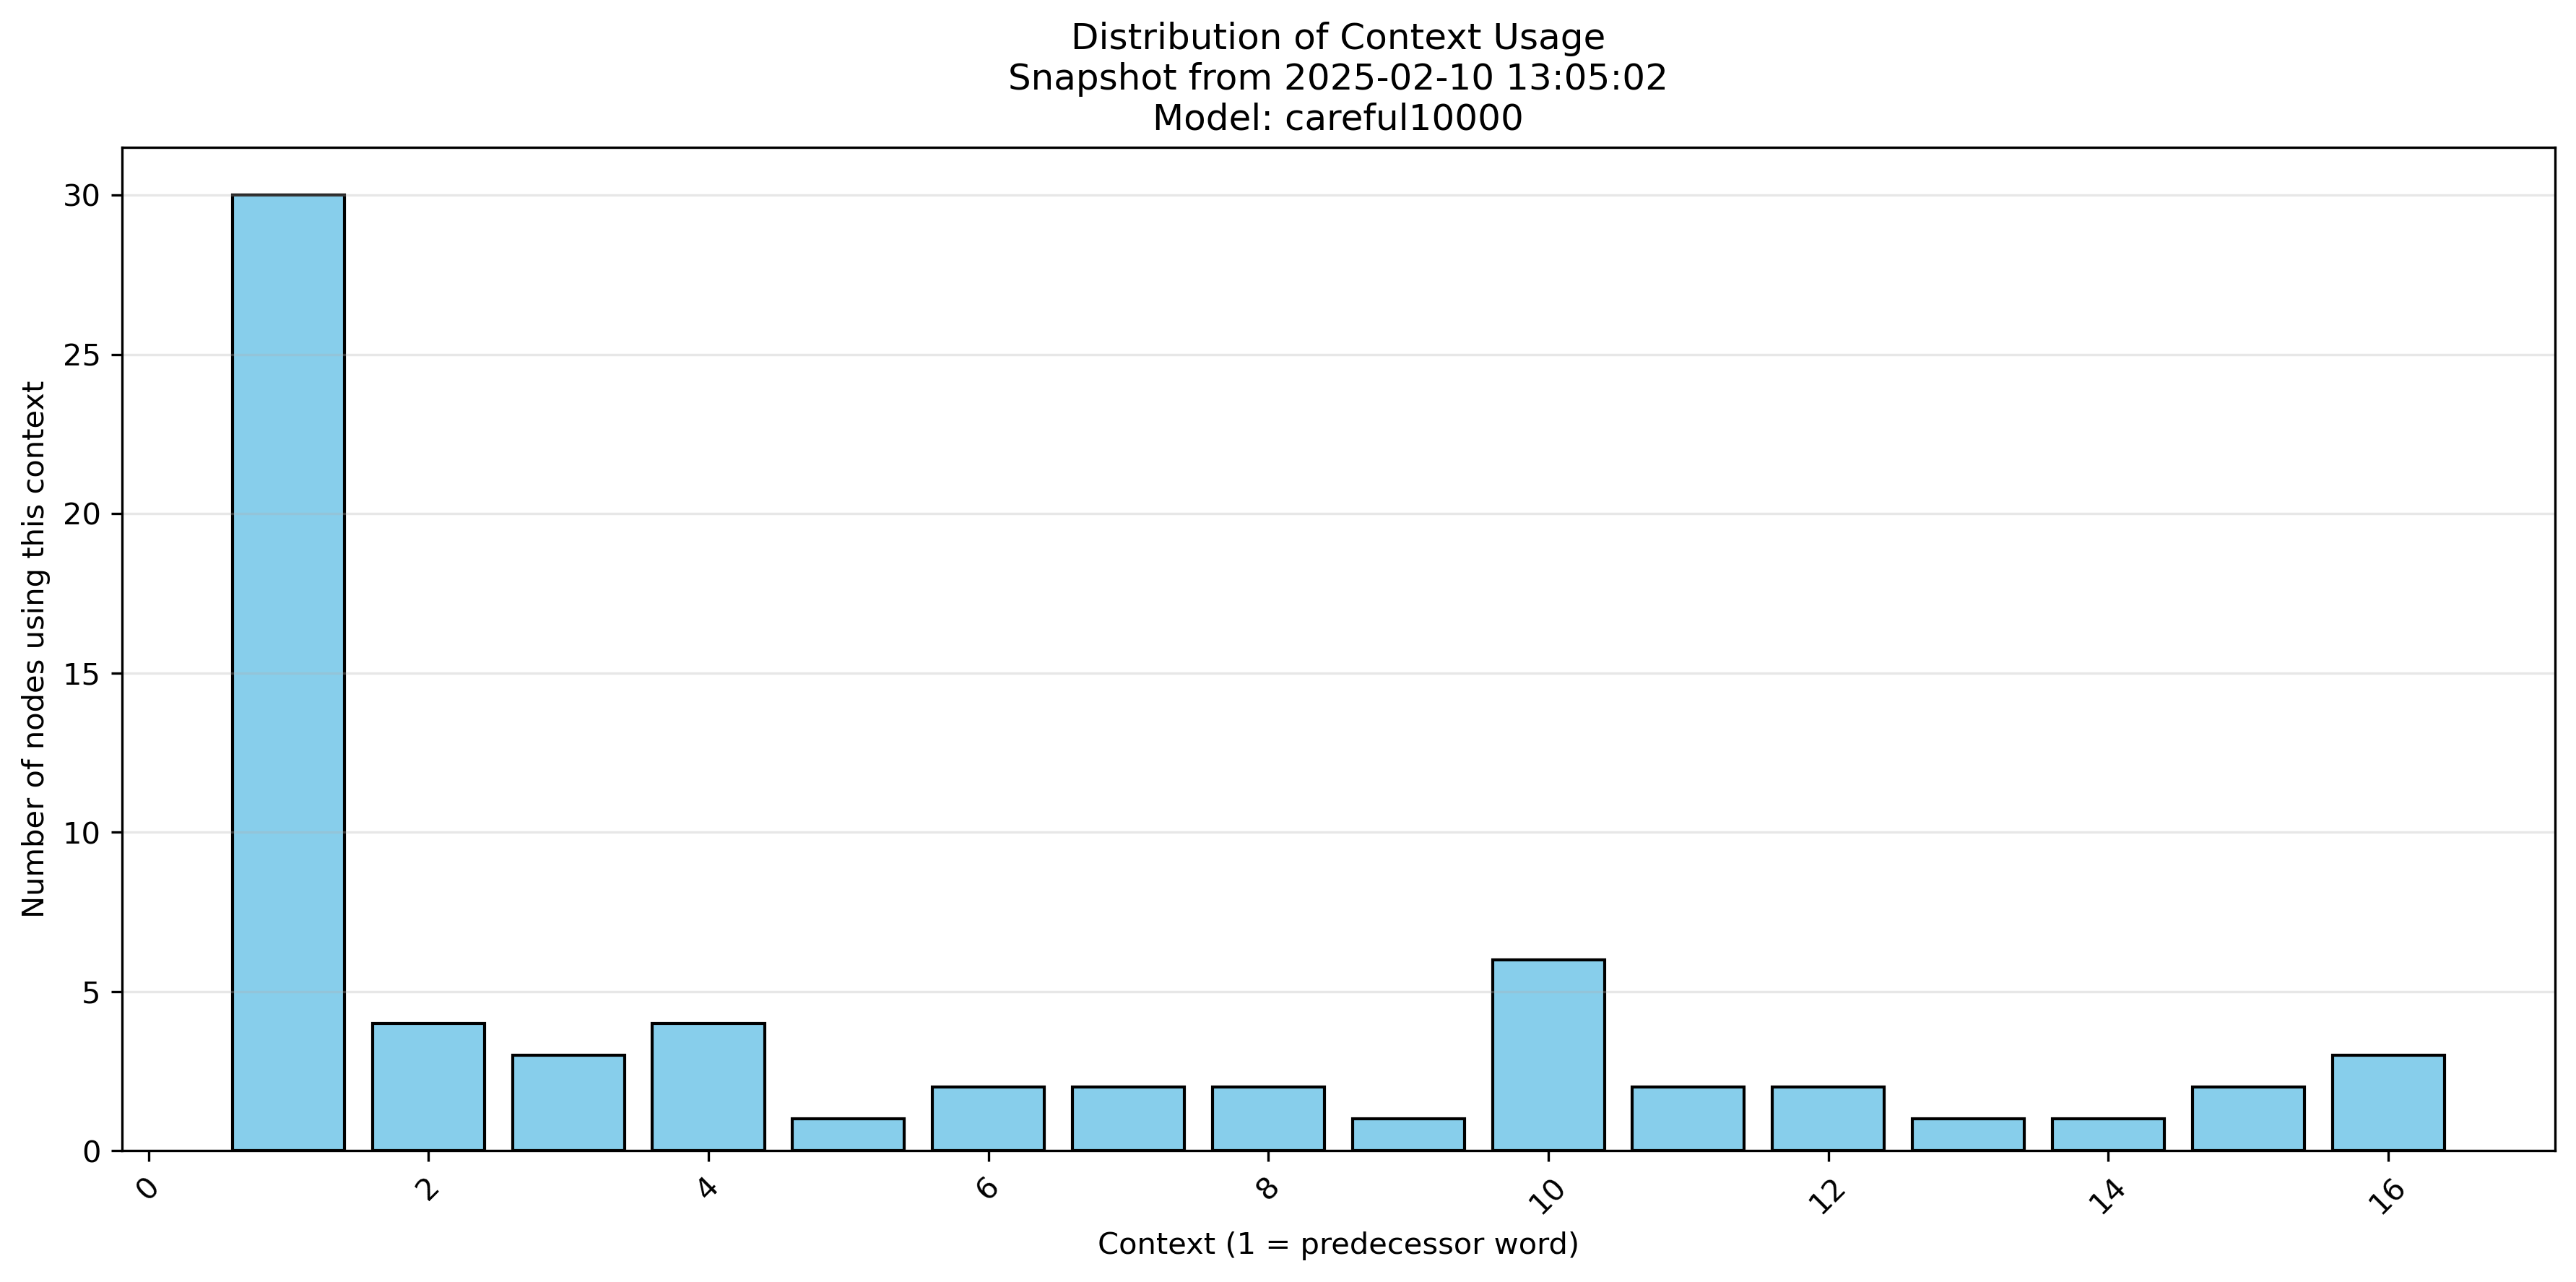 Distribution of Context Usage
Snapshot from 2025-02-10 13:05:02
Model: careful10000
Number of nodes using this context
30
25
20
15
10
5
0
0 2 4 6 8 10 12 14 16
Context (1 = predecessor word)